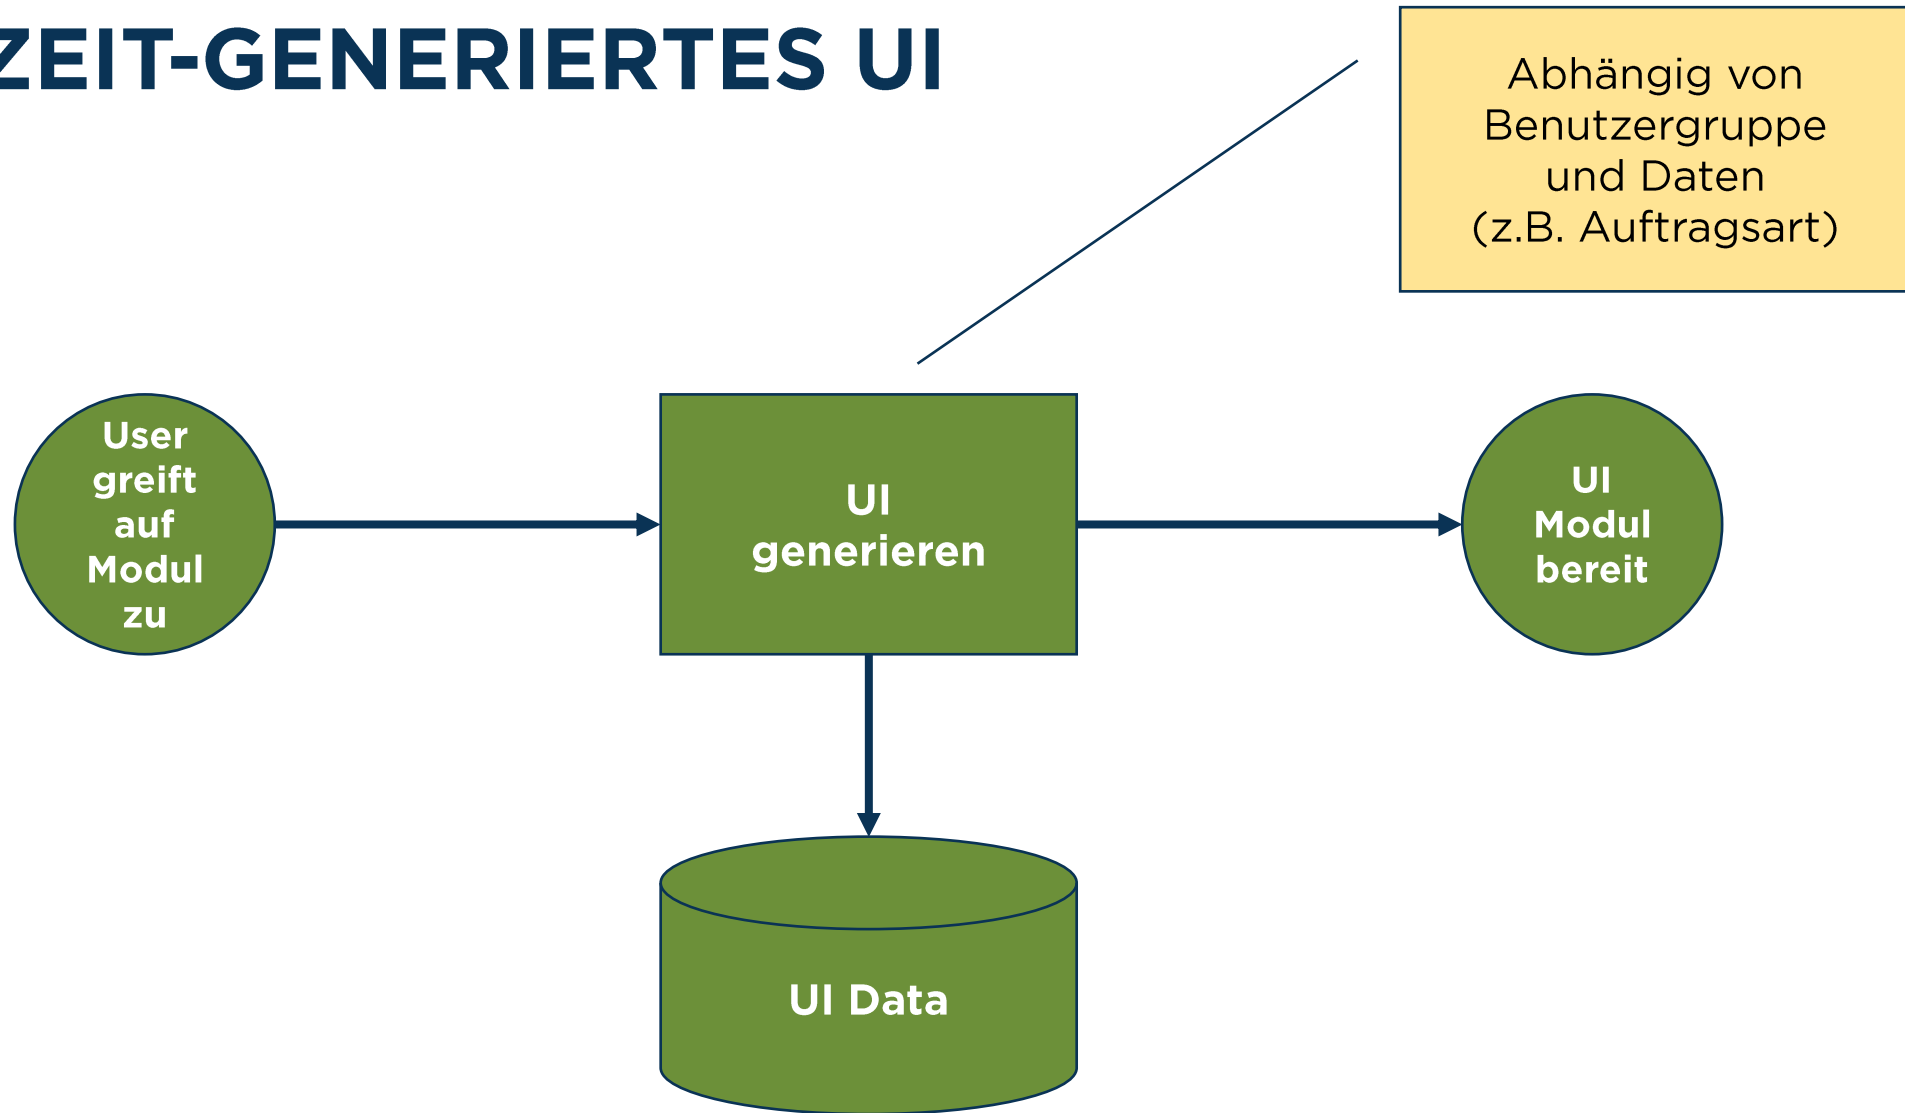 ZEIT-GENERIERTES UI
Abhängig von
Benutzergruppe
und Daten
(z.B. Auftragsart)
User
greift
auf
Modul
zu
UI
generieren
UI
Modul
bereit
UI Data